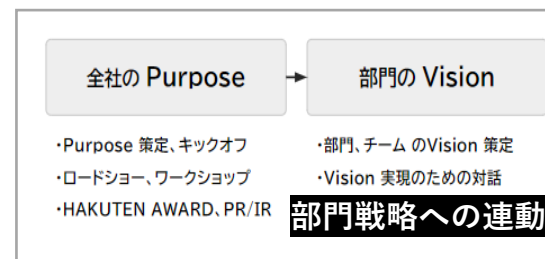 全社の Purpose
部門の Vision
・Purpose 策定、キックオフ
・ロードショー、ワークショップ
・HAKUTEN AWARD、PR/IR
・部門、チーム のVision 策定
・Vision 実現のための対話
部門戦略への連動